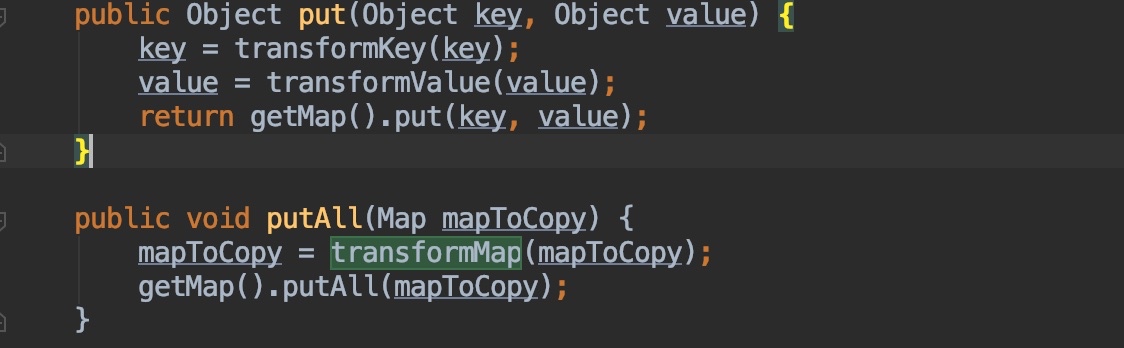 public Object put(Object key, Object value) {
key = transformKey(key);
value = transformValue(value);
return getMap().put(key, value);
}
public void putAll(Map mapToCopy) {
mapToCopy = transformMap(mapToCopy);
getMap().putAll(mapToCopy);
}